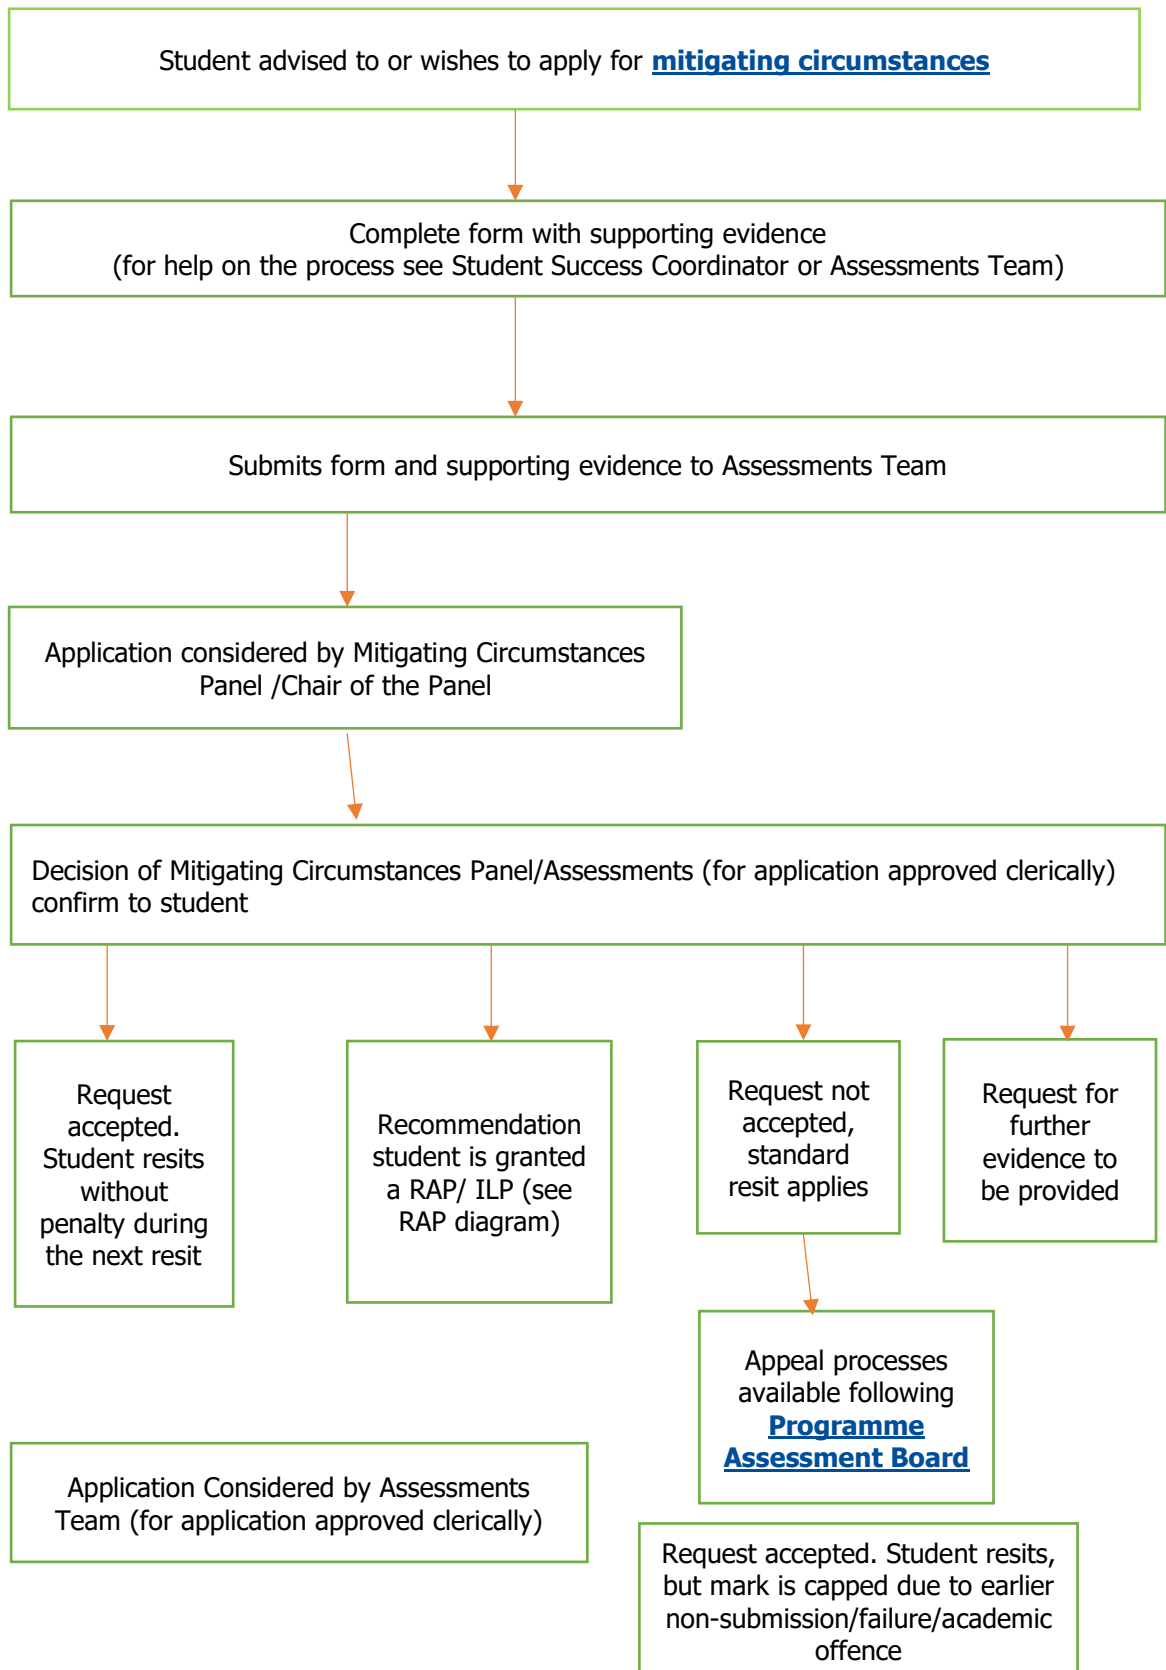 Student advised to or wishes to apply for mitigating circumstances
Complete form with supporting evidence
(for help on the process see Student Success Coordinator or Assessments Team)
Submits form and supporting evidence to Assessments Team
Application considered by Mitigating Circumstances
Panel /Chair of the Panel
Decision of Mitigating Circumstances Panel/Assessments (for application approved clerically)
confirm to student
Request
accepted.
Student resits
without
penalty during
the next resit
Recommendation
student is granted
a RAP/ ILP (see
RAP diagram)
Request not
accepted,
standard
resit applies
Request for
further
evidence to
be provided
Appeal processes
available following
Programme
Assessment Board
Application Considered by Assessments
Team (for application approved clerically)
Request accepted. Student resits,
but mark is capped due to earlier
non-submission/failure/academic
offence